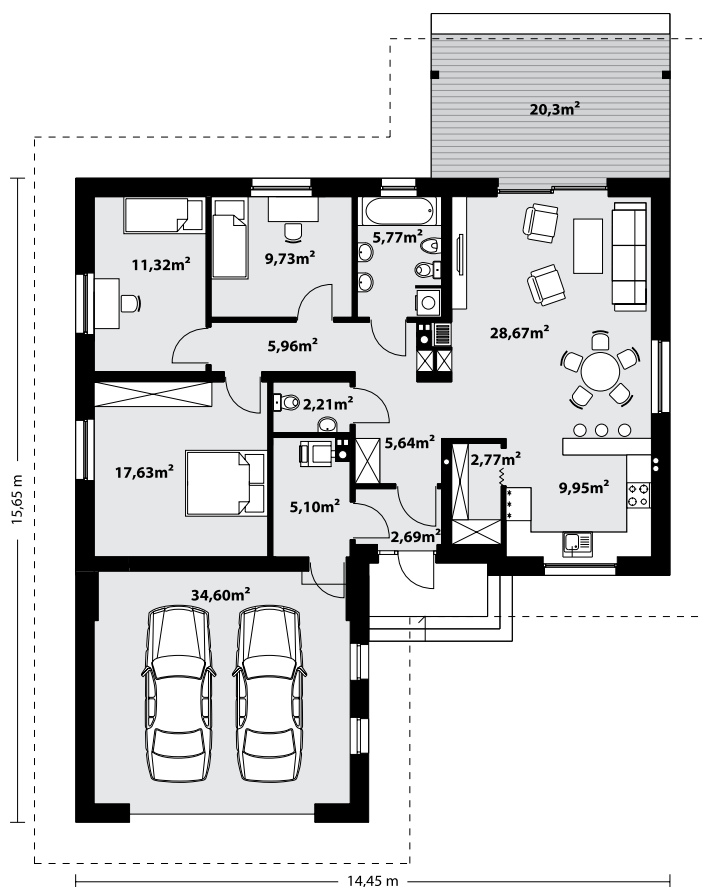 20,3m²
5,77m²
11,32m²
9,73m²
28,67m²
5,96m²
2,21m²
5,64m²
2,77m²
17,63m²
9,95m²
5,10m²
2,69m²
15,65 m
34,60m²
14,45 m